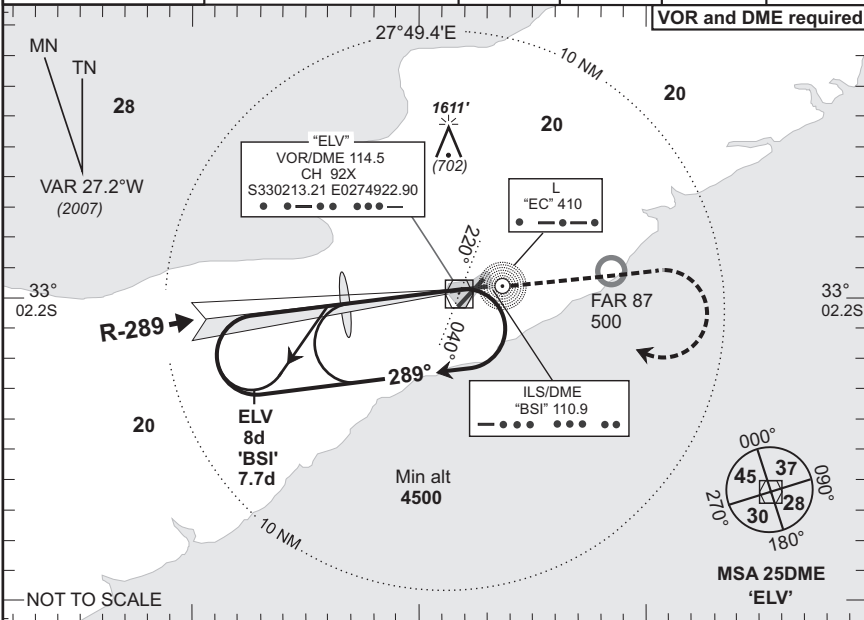 VOR and DME required
27°49.4'E
MN
TN
10 NM
28
1611'
20
20
(702)
"ELV"
VOR/DME 114.5
CH 92X
S330213.21 E0274922.90
VAR 27.2°W
(2007)
L
"EC" 410
220°
33°
02.2S
33°
02.2S
FAR 87
500
R-289
040°
289°
ILS/DME
"BSI" 110.9
20
ELV
8d
'BSI'
7.7d
Min alt
4500
000°
45
37
090°
270°
30
28
180°
10 NM
MSA 25DME
'ELV'
NOT TO SCALE